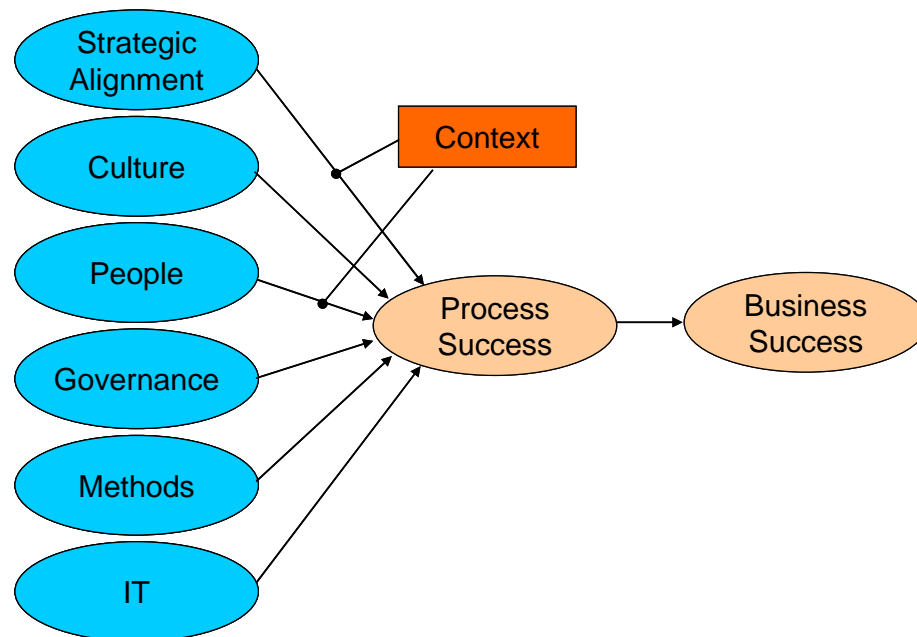 Strategic
Alignment
Context
Culture
People
Process
Success
Business
Success
Governance
Methods
IT